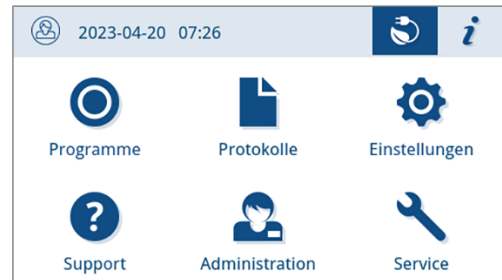 2023-04-20 07:26
i
Programme Protokolle Einstellungen
?
Support Administration Service